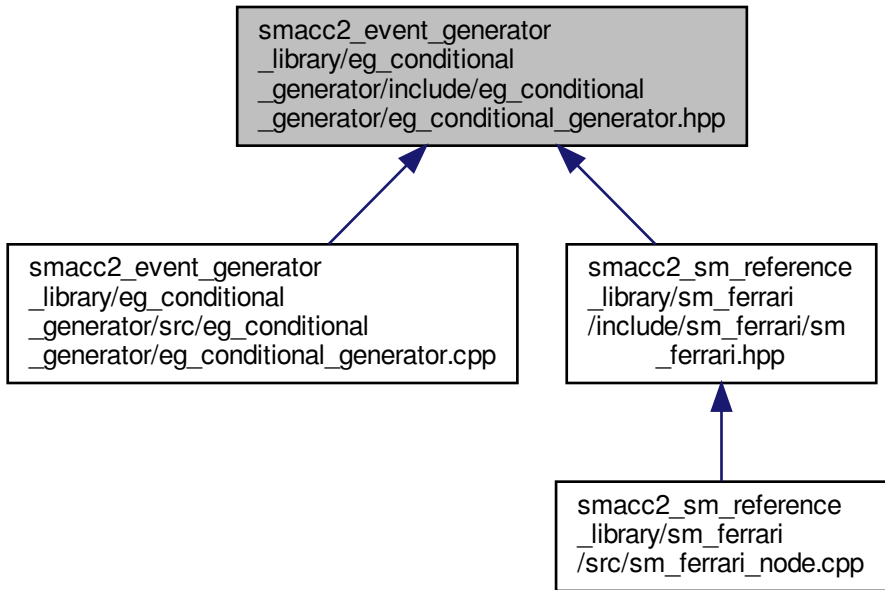 smacc2_event_generator
_library/eg_conditional
_generator/include/eg_conditional
_generator/eg_conditional_generator.hpp
smacc2_event_generator
_library/eg_conditional
_generator/src/eg_conditional
_generator/eg_conditional_generator.cpp
smacc2_sm_reference
_library/sm_ferrari
/include/sm_ferrari/sm
_ferrari.hpp
smacc2_sm_reference
_library/sm_ferrari
/src/sm_ferrari_node.cpp